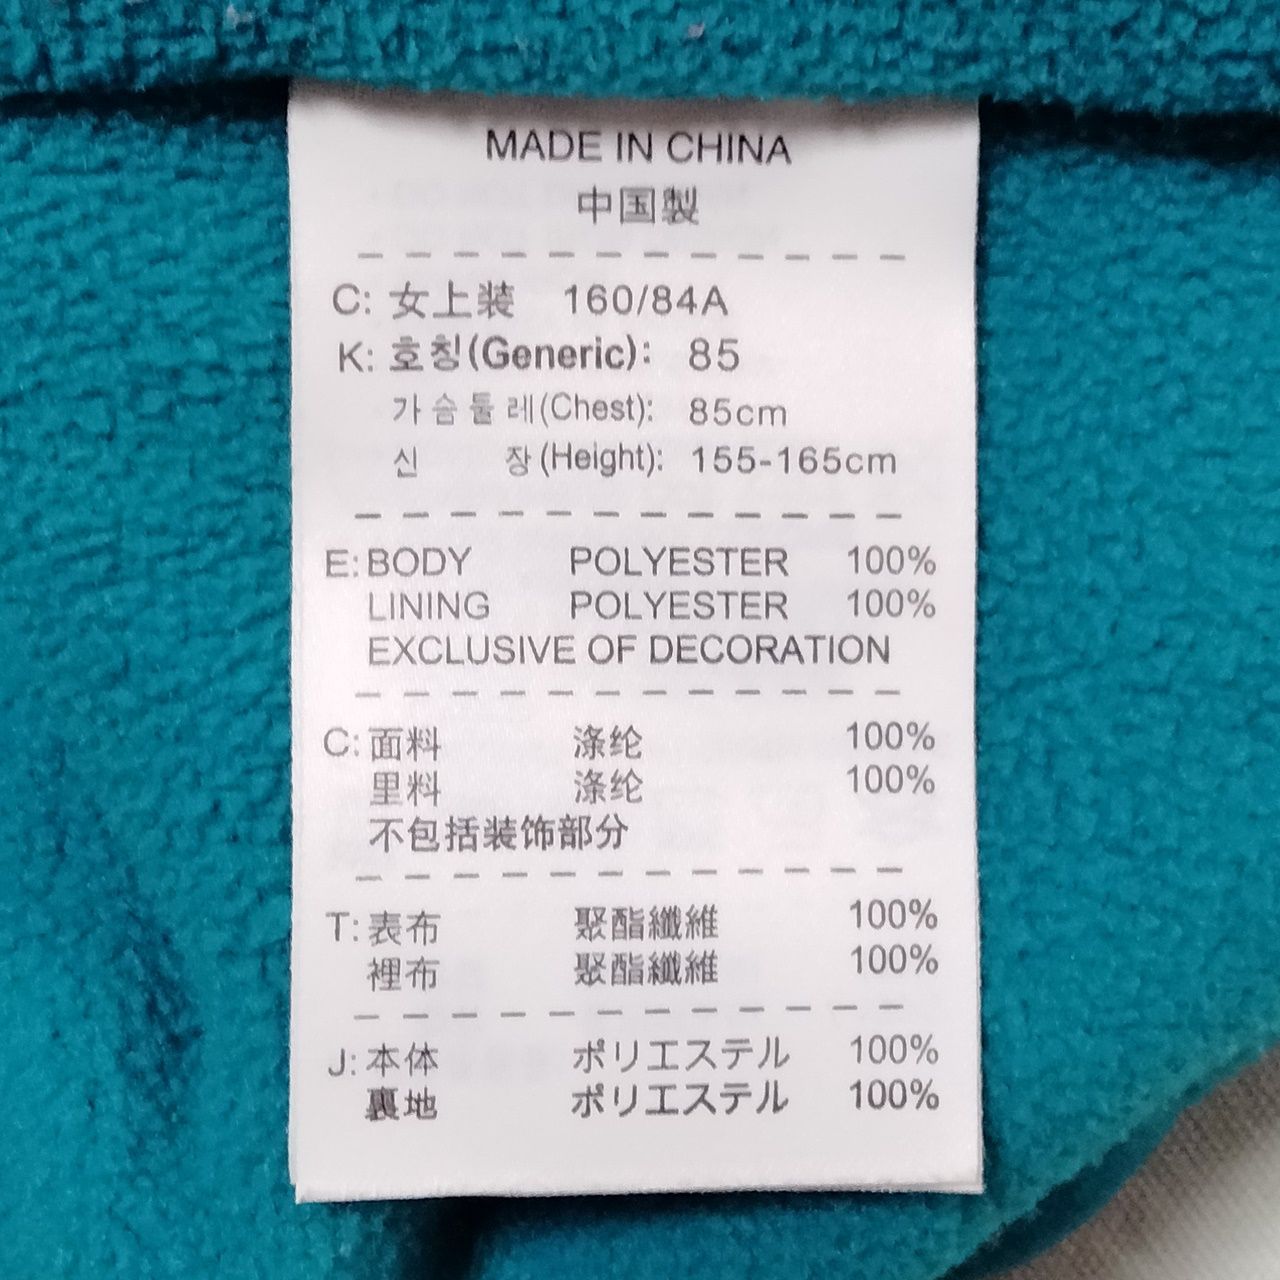 MADE IN CHINA
中国製
C: 女上装 160/84A
K: 호칭(Generic): 85
가슴둘레(Chest): 85cm
신 장(Height): 155-165cm
E: BODY POLYESTER 100%
LINING POLYESTER 100%
EXCLUSIVE OF DECORATION
C: 面料 涤纶 100%
里料 涤纶 100%
不包括装饰部分
T: 表布 聚酯纖維 100%
裡布 聚酯纖維 100%
J: 本体 ポリエステル 100%
裏地 ポリエステル 100%